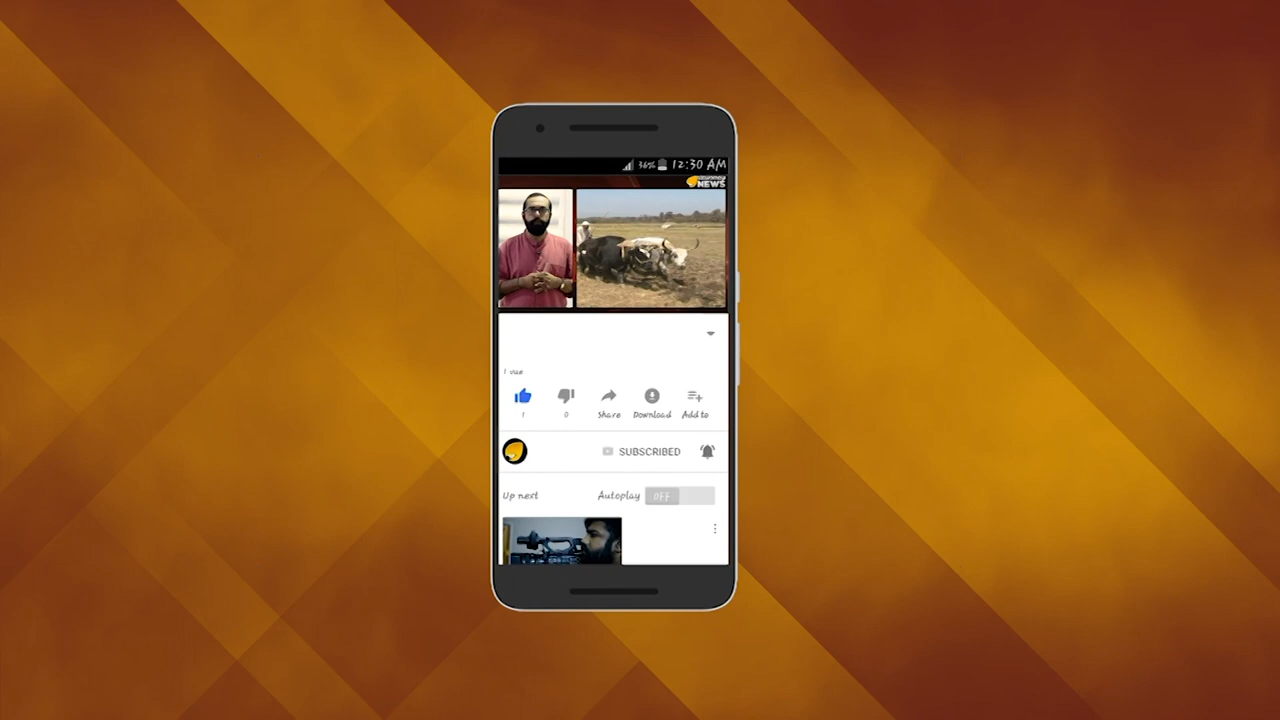 36% 12:30 AM
NEWS
1 view
1
0
Share
Download
Add to
SUBSCRIBED
Up next
Autoplay
OFF